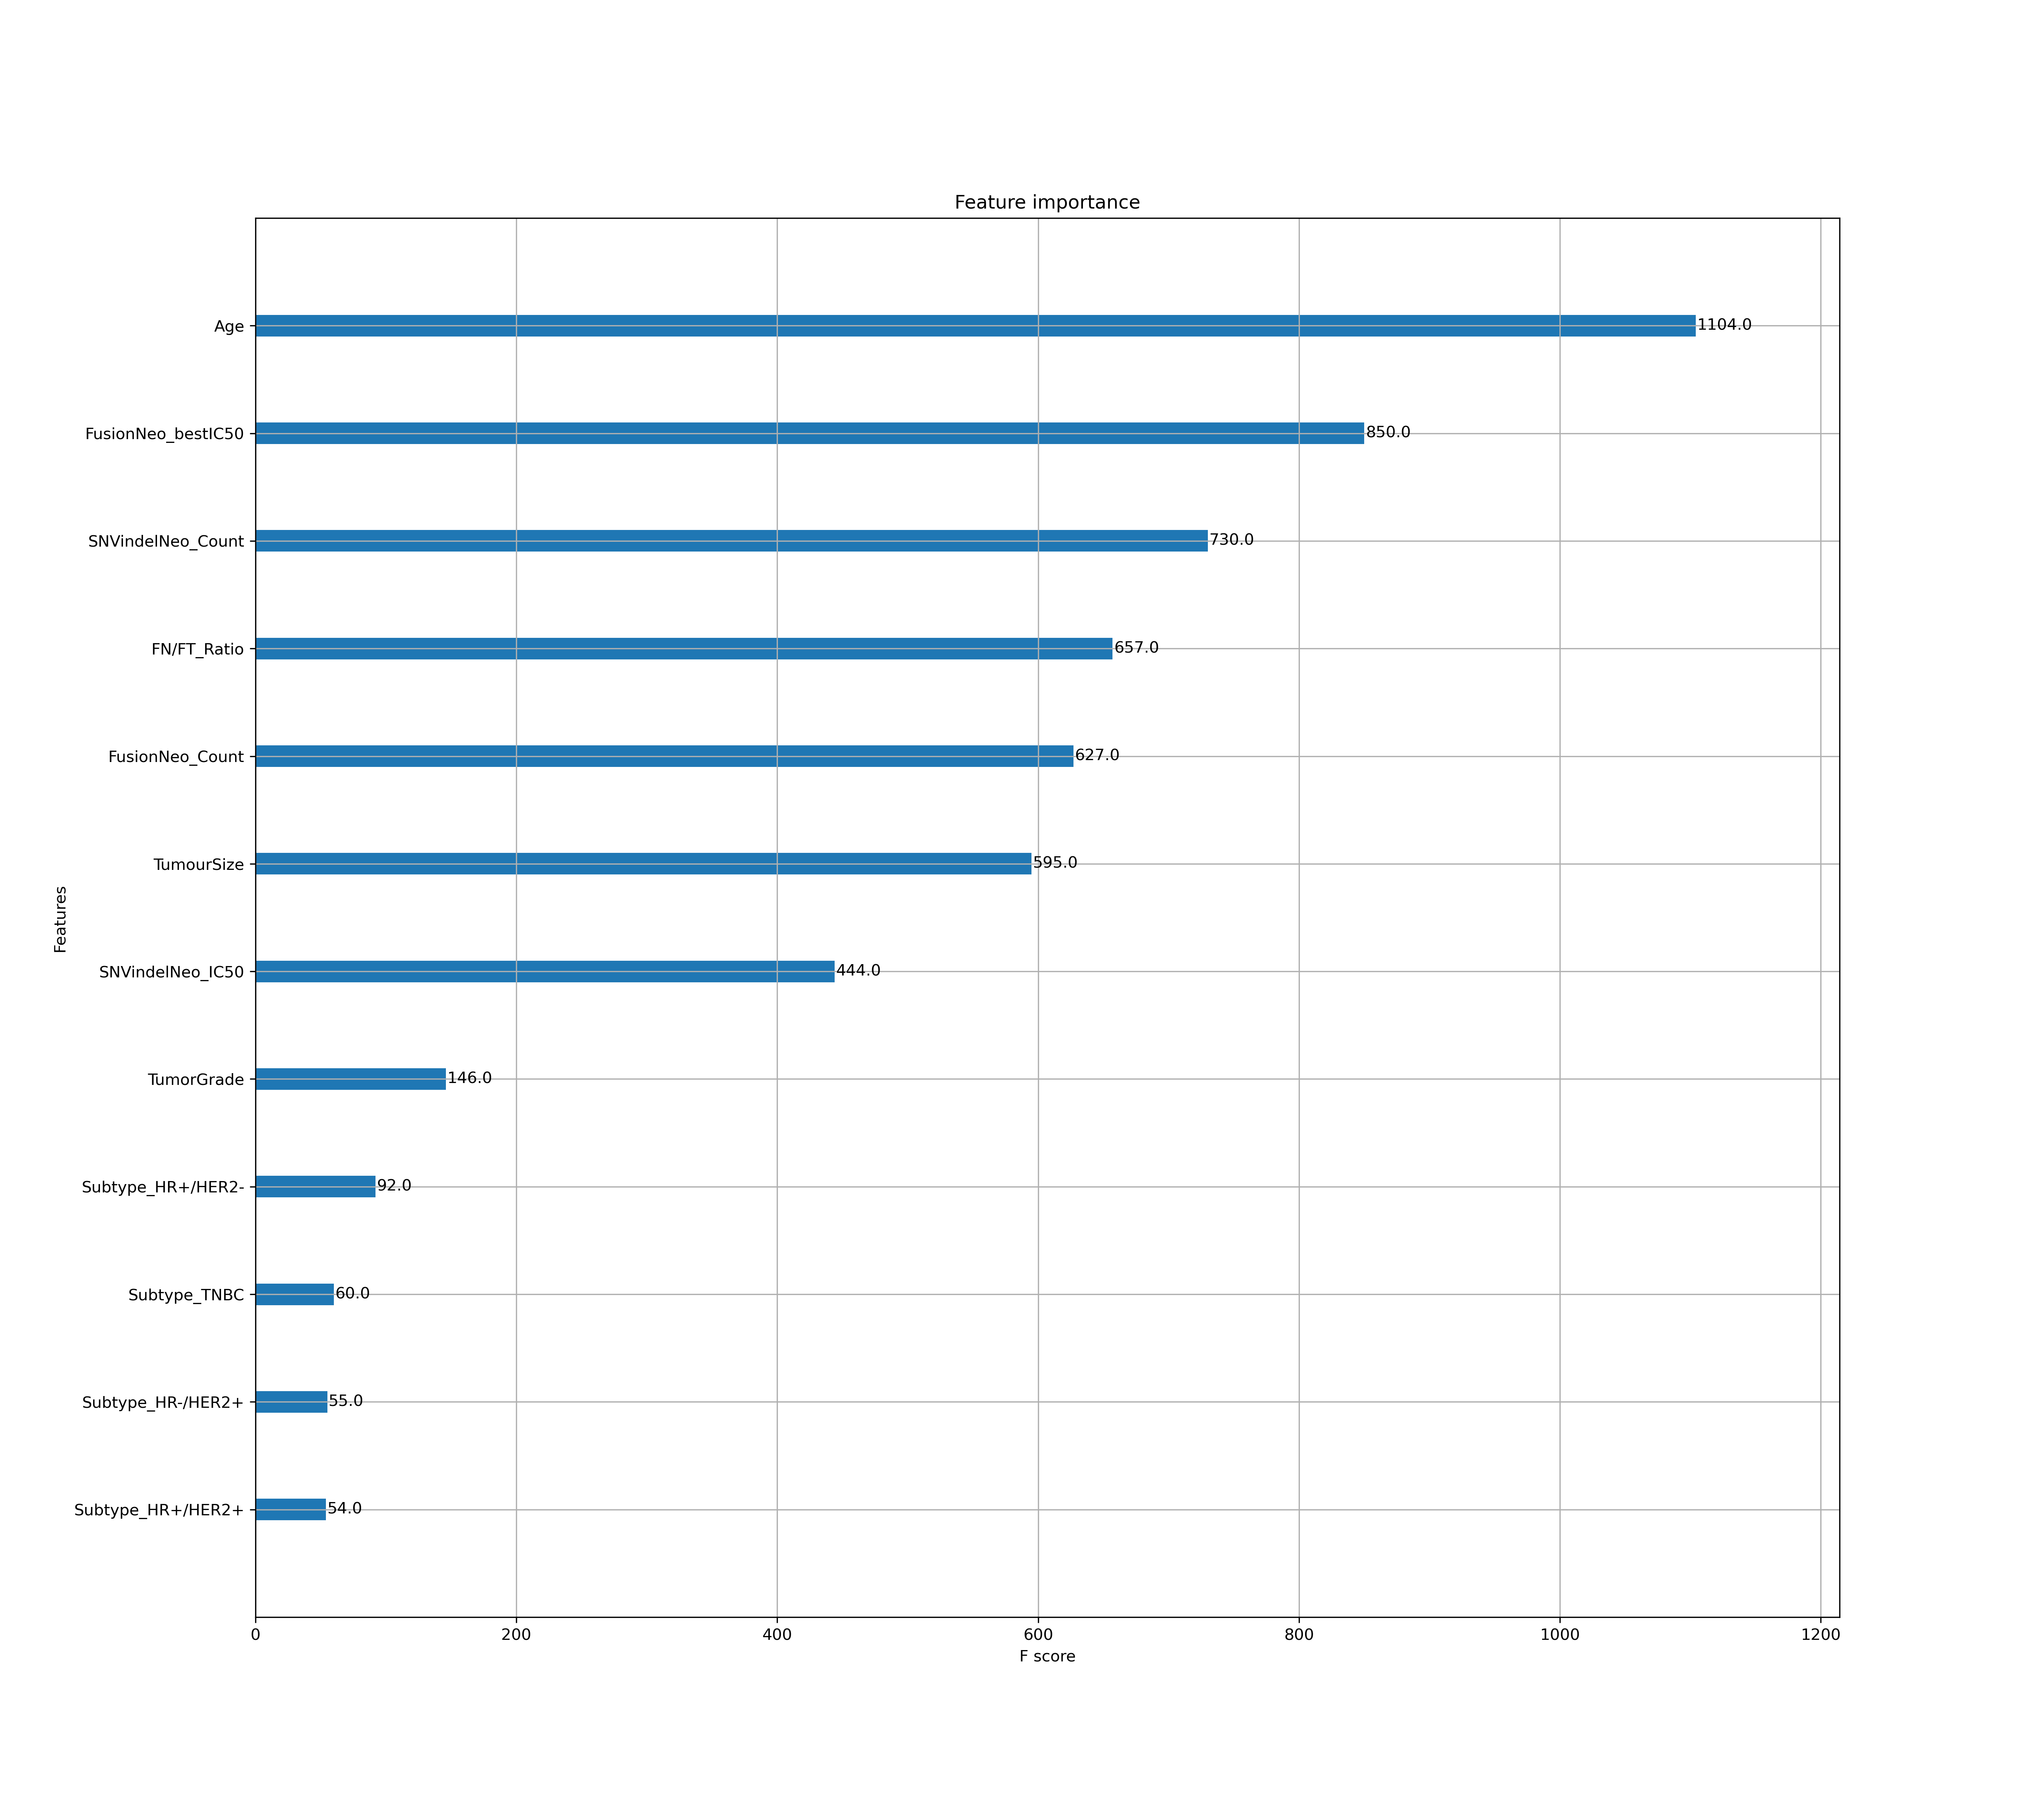 Feature importance
Age
1104.0
FusionNeo_bestIC50
850.0
SNVindelNeo_Count
730.0
FN/FT_Ratio
657.0
FusionNeo_Count
627.0
TumourSize
595.0
Features
SNVindelNeo_IC50
444.0
TumorGrade
146.0
Subtype_HR+/HER2-
92.0
Subtype_TNBC
60.0
Subtype_HR-/HER2+
55.0
Subtype_HR+/HER2+
54.0
0 200 400 600 800 1000 1200
F score